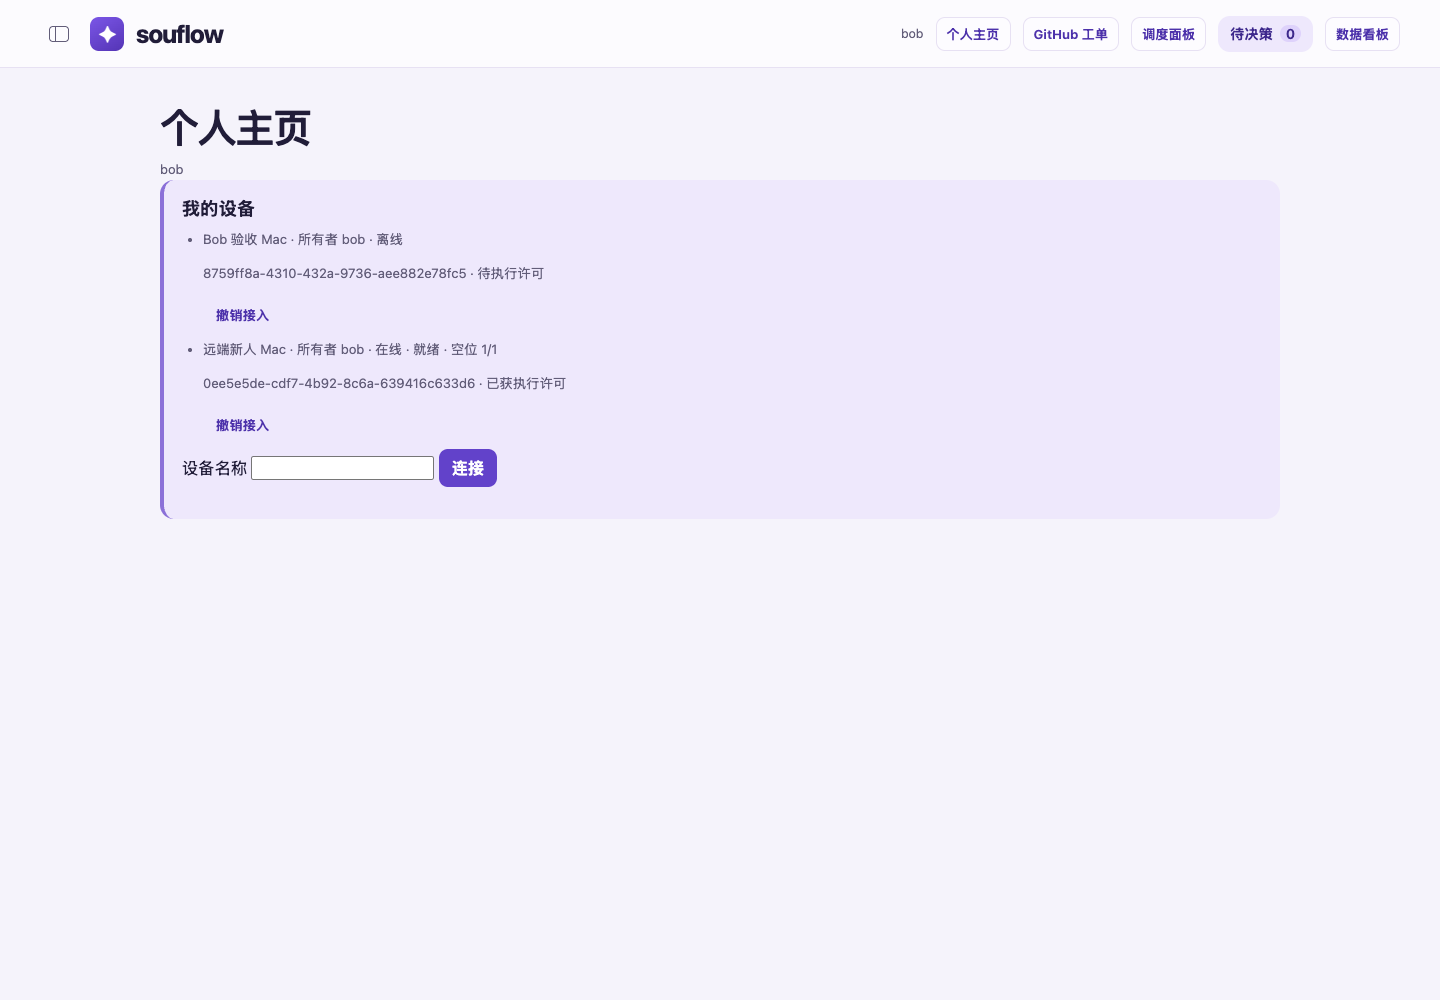 souflow
bob 个人主页 GitHub 工单 调度面板 待决策 0 数据看板
个人主页
bob
我的设备
Bob 验收 Mac · 所有者 bob · 离线
8759ff8a-4310-432a-9736-aee882e78fc5 · 待执行许可
撤销接入
远端新人 Mac · 所有者 bob · 在线 · 就绪 · 空位 1/1
0ee5e5de-cdf7-4b92-8c6a-639416c633d6 · 已获执行许可
撤销接入
设备名称 连接